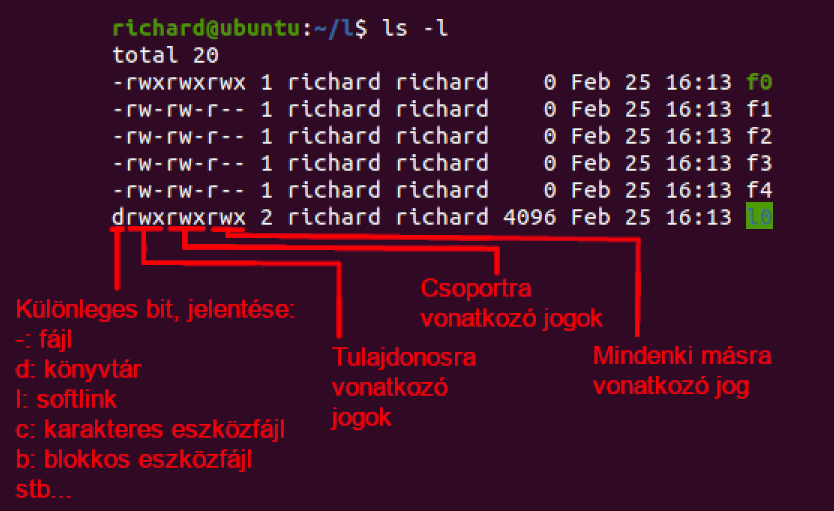 richard@ubuntu:~/l$ ls -l
total 20
-rwxrwxrwx 1 richard richard 0 Feb 25 16:13 f0
-rw-rw-r-- 1 richard richard 0 Feb 25 16:13 f1
-rw-rw-r-- 1 richard richard 0 Feb 25 16:13 f2
-rw-rw-r-- 1 richard richard 0 Feb 25 16:13 f3
-rw-rw-r-- 1 richard richard 0 Feb 25 16:13 f4
drwxrwxrwx 2 richard richard 4096 Feb 25 16:13 l0
Különleges bit, jelentése:
-: fájl
d: könyvtár
l: softlink
c: karakteres eszközfájl
b: blokkos eszközfájl
stb...
Tulajdonosra
vonatkozó
jogok
Csoportra
vonatkozó jogok
Mindenki másra
vonatkozó jog